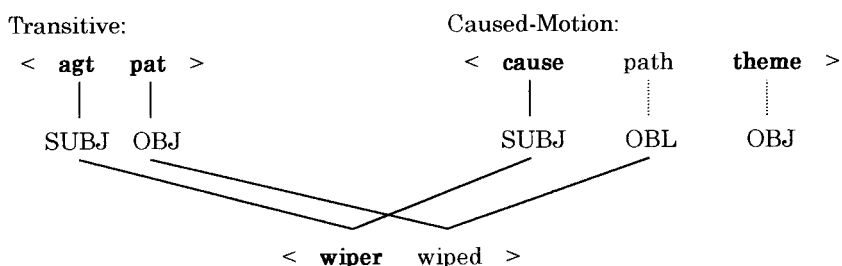 Transitive: Caused-Motion:
< agt pat > < cause path theme >
SUBJ OBJ SUBJ OBL OBJ
< wiper wiped >